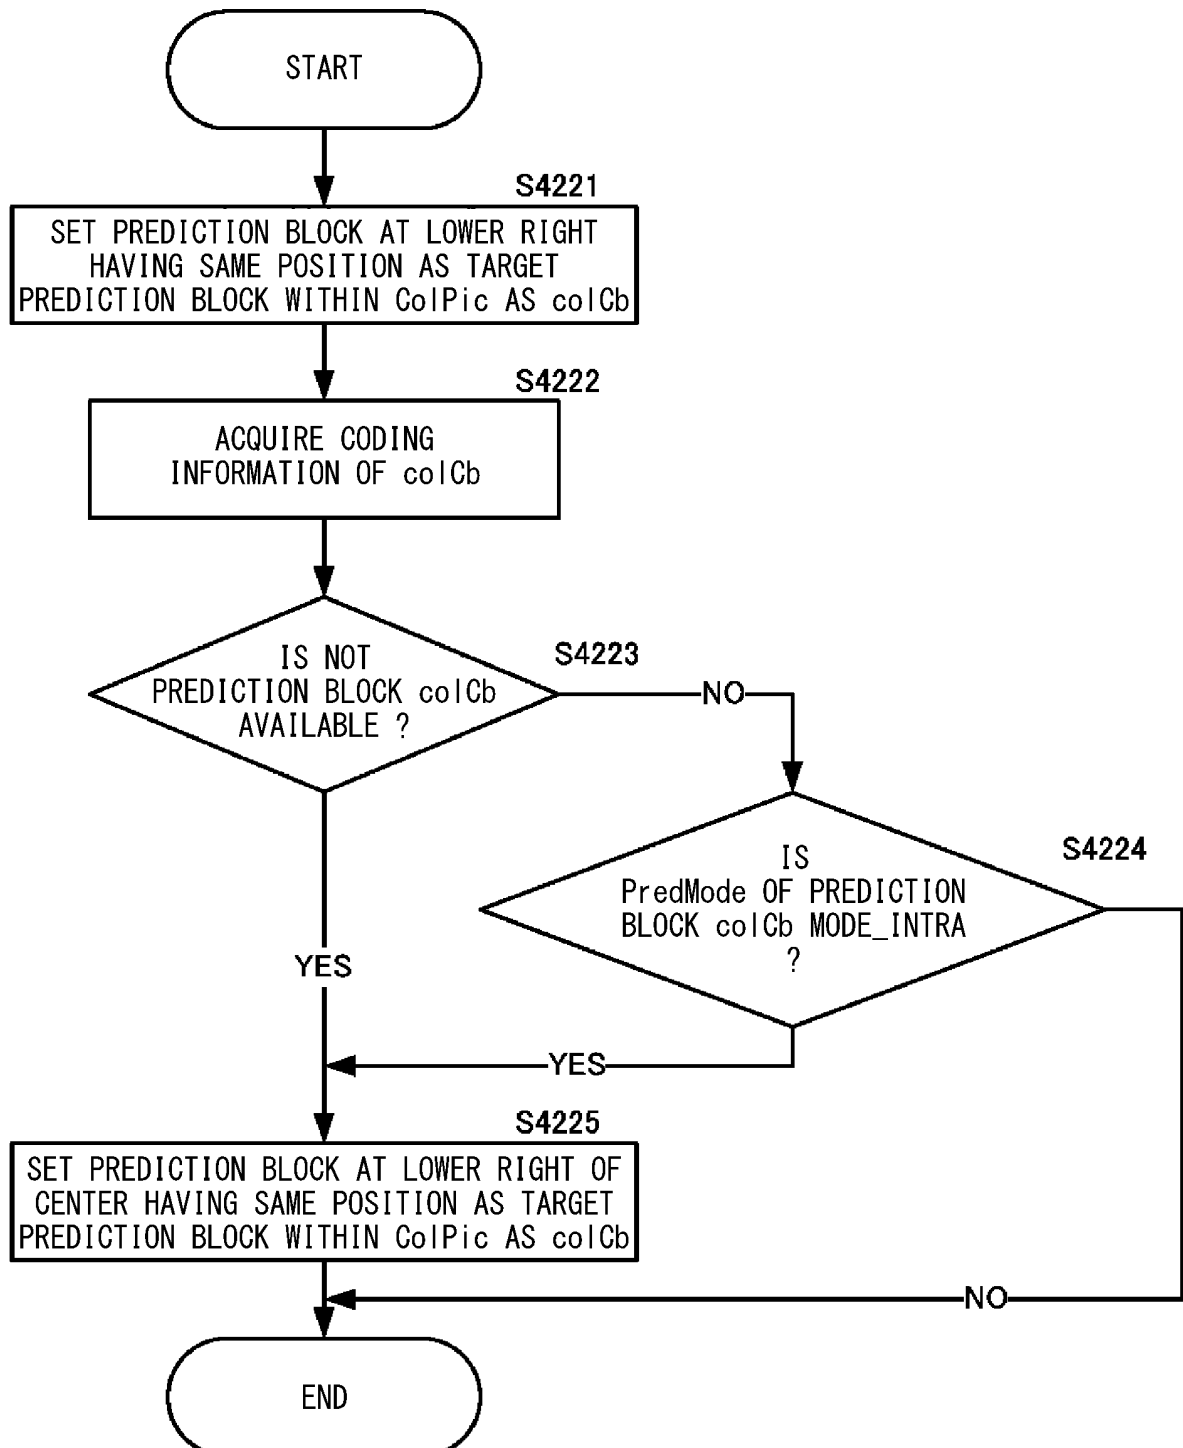 START
S4221
SET PREDICTION BLOCK AT LOWER RIGHT
HAVING SAME POSITION AS TARGET
PREDICTION BLOCK WITHIN ColPic AS colCb
S4222
ACQUIRE CODING
INFORMATION OF colCb
IS NOT
PREDICTION BLOCK colCb
AVAILABLE ?
S4223
NO
IS
PredMode OF PREDICTION
BLOCK colCb MODE_INTRA
?
S4224
YES
YES
S4225
SET PREDICTION BLOCK AT LOWER RIGHT OF
CENTER HAVING SAME POSITION AS TARGET
PREDICTION BLOCK WITHIN ColPic AS colCb
NO
END